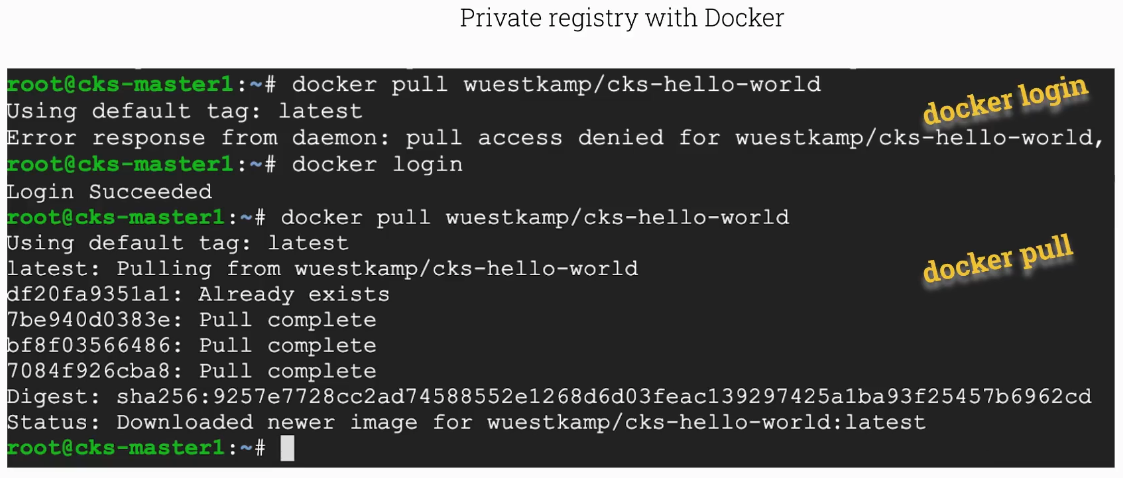 Private registry with Docker
root@cks-master1:~# docker pull wuestkamp/cks-hello-world
Using default tag: latest
Error response from daemon: pull access denied for wuestkamp/cks-hello-world,
root@cks-master1:~# docker login
Login Succeeded
root@cks-master1:~# docker pull wuestkamp/cks-hello-world
Using default tag: latest
latest: Pulling from wuestkamp/cks-hello-world
df20fa9351a1: Already exists
7be940d0383e: Pull complete
bf8f03566486: Pull complete
7084f926cba8: Pull complete
Digest: sha256:9257e7728cc2ad74588552e1268d6d03feac139297425a1ba93f25457b6962cd
Status: Downloaded newer image for wuestkamp/cks-hello-world:latest
root@cks-master1:~#
docker login
docker pull